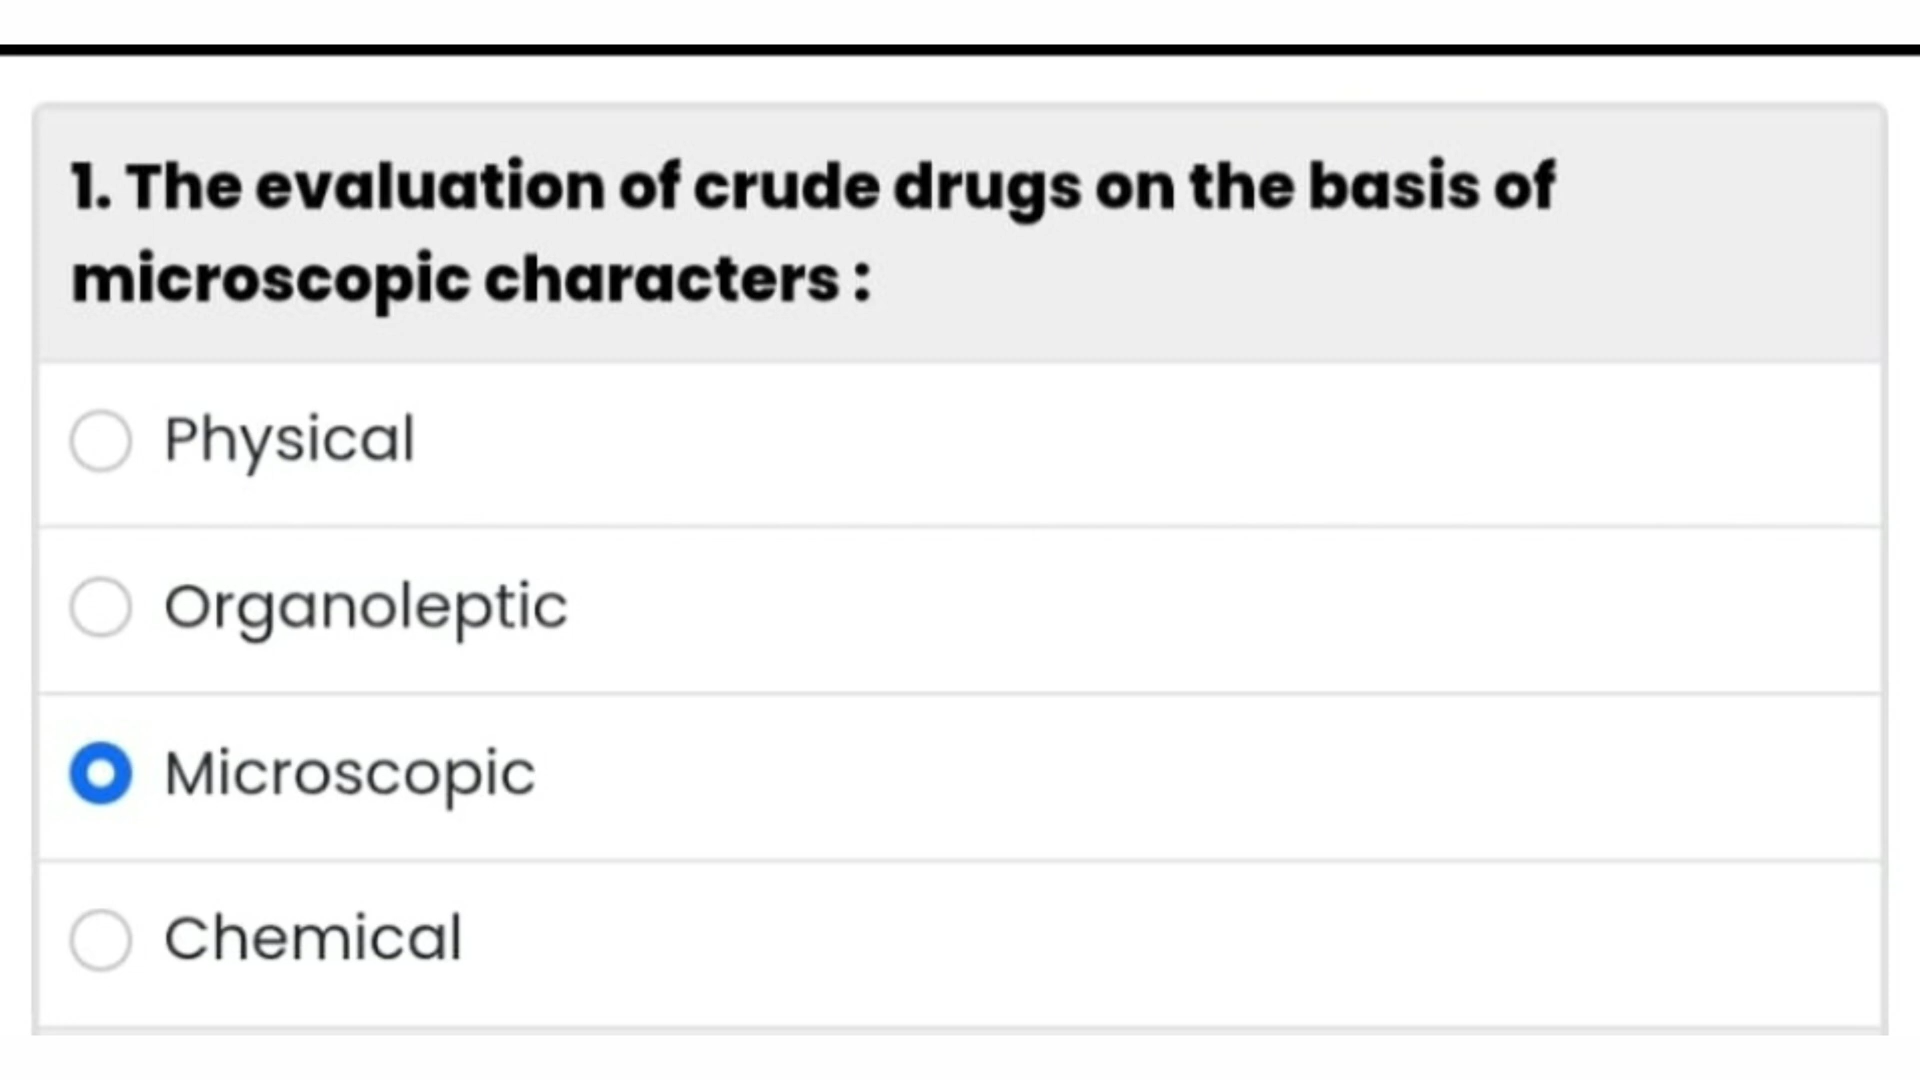 1. The evaluation of crude drugs on the basis of
microscopic characters :
Physical
Organoleptic
Microscopic
Chemical